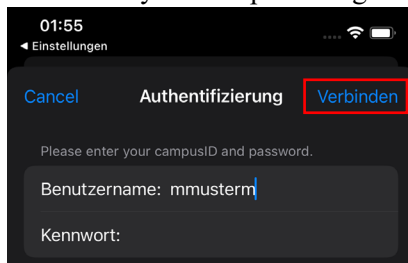 01:55
◀ Einstellungen
Cancel Authentifizierung Verbinden
Please enter your campusID and password.
Benutzername: mmusterm
Kennwort: